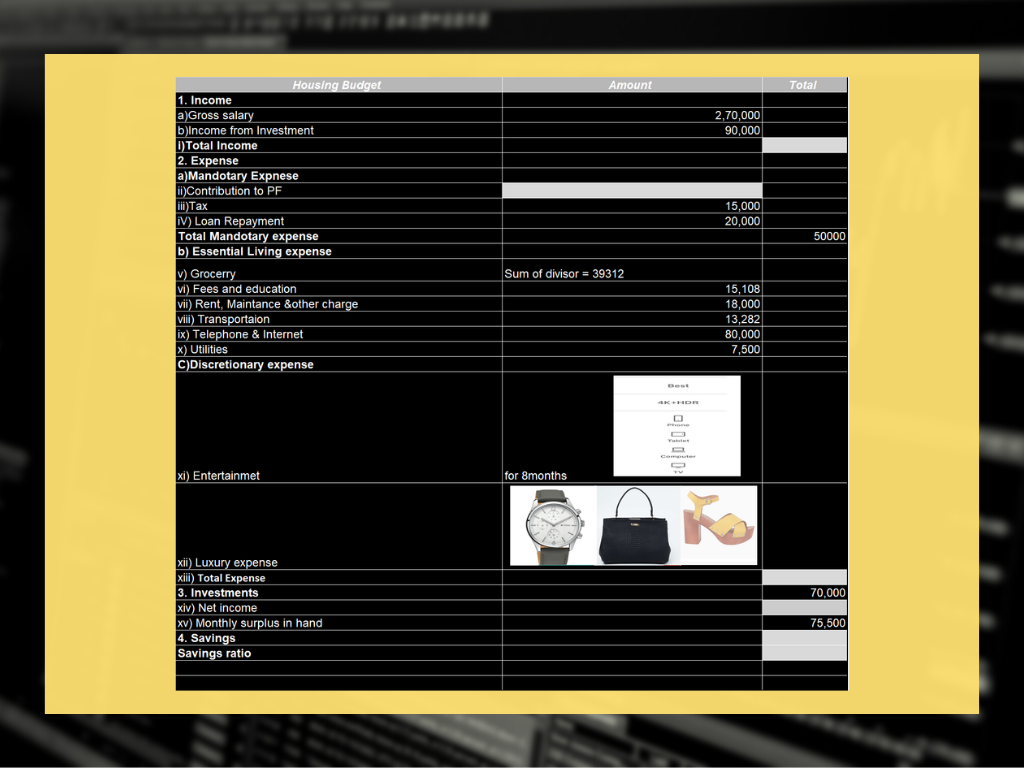 Housing Budget Amount Total
1. Income
a)Gross salary 2,70,000
b)Income from Investment 90,000
i)Total Income
2. Expense
a)Mandotary Expnese
ii)Contribution to PF
iii)Tax 15,000
iV) Loan Repayment 20,000
Total Mandotary expense 50000
b) Essential Living expense
v) Grocerry Sum of divisor = 39312
vi) Fees and education 15,108
vii) Rent, Maintance &other charge 18,000
viii) Transportaion 13,282
ix) Telephone & Internet 80,000
x) Utilities 7,500
C)Discretionary expense
Best
4K+HDR
Phone
Tablet
Computer
TV
xi) Entertainmet for 8months
xii) Luxury expense
xiii) Total Expense
3. Investments 70,000
xiv) Net income
xv) Monthly surplus in hand 75,500
4. Savings
Savings ratio